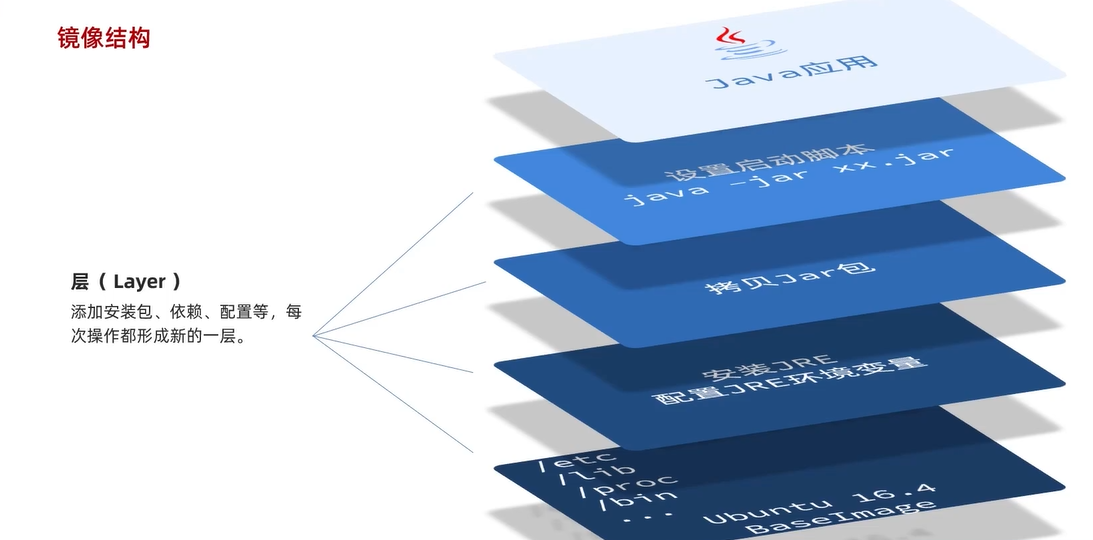 镜像结构
Java应用
设置启动脚本
java -jar xx.jar
拷贝Jar包
层（ Layer ）
添加安装包、依赖、配置等，每
次操作都形成新的一层。
安装JRE
配置JRE环境变量
/etc
/lib
/proc
/bin
...
Ubuntu 16.4
BaseImage